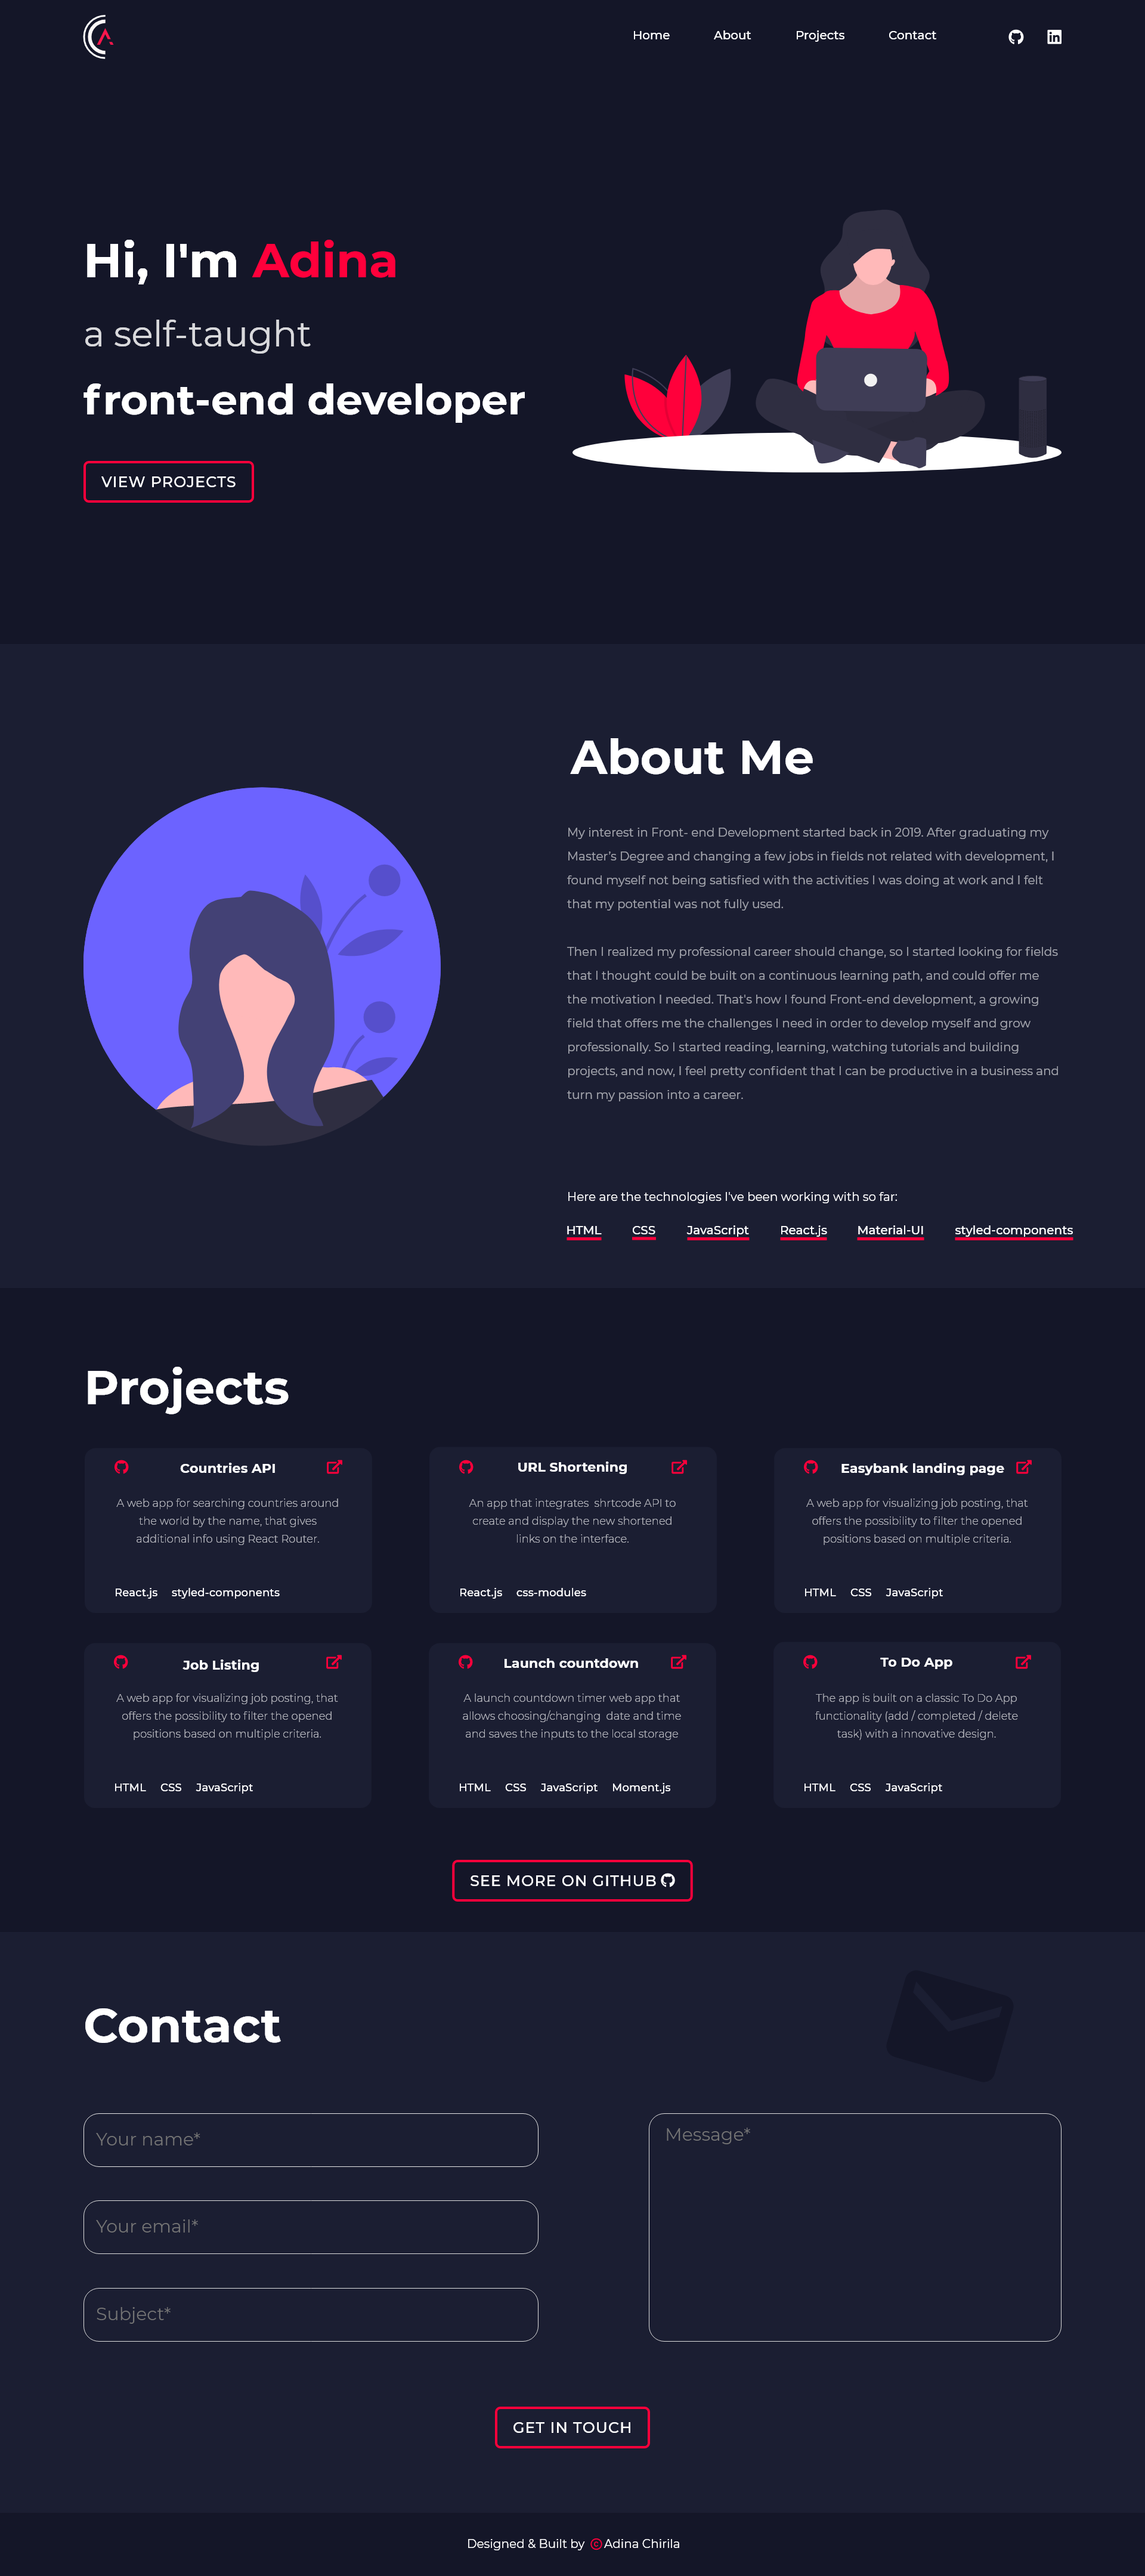 Home About Projects Contact
Hi, I'm Adina
a self-taught
front-end developer
VIEW PROJECTS
About Me
My interest in Front- end Development started back in 2019. After graduating my
Master’s Degree and changing a few jobs in fields not related with development, I
found myself not being satisfied with the activities I was doing at work and I felt
that my potential was not fully used.
Then I realized my professional career should change, so I started looking for fields
that I thought could be built on a continuous learning path, and could offer me
the motivation I needed. That's how I found Front-end development, a growing
field that offers me the challenges I need in order to develop myself and grow
professionally. So I started reading, learning, watching tutorials and building
projects, and now, I feel pretty confident that I can be productive in a business and
turn my passion into a career.
Here are the technologies I've been working with so far:
HTML CSS JavaScript React.js Material-UI styled-components
Projects
Countries API
A web app for searching countries around
the world by the name, that gives
additional info using React Router.
React.js styled-components
URL Shortening
An app that integrates shrtcode API to
create and display the new shortened
links on the interface.
React.js css-modules
Easybank landing page
A web app for visualizing job posting, that
offers the possibility to filter the opened
positions based on multiple criteria.
HTML CSS JavaScript
Job Listing
A web app for visualizing job posting, that
offers the possibility to filter the opened
positions based on multiple criteria.
HTML CSS JavaScript
Launch countdown
A launch countdown timer web app that
allows choosing/changing date and time
and saves the inputs to the local storage
HTML CSS JavaScript Moment.js
To Do App
The app is built on a classic To Do App
functionality (add / completed / delete
task) with a innovative design.
HTML CSS JavaScript
SEE MORE ON GITHUB
Contact
Your name*
Your email*
Subject*
Message*
GET IN TOUCH
Designed & Built by © Adina Chirila